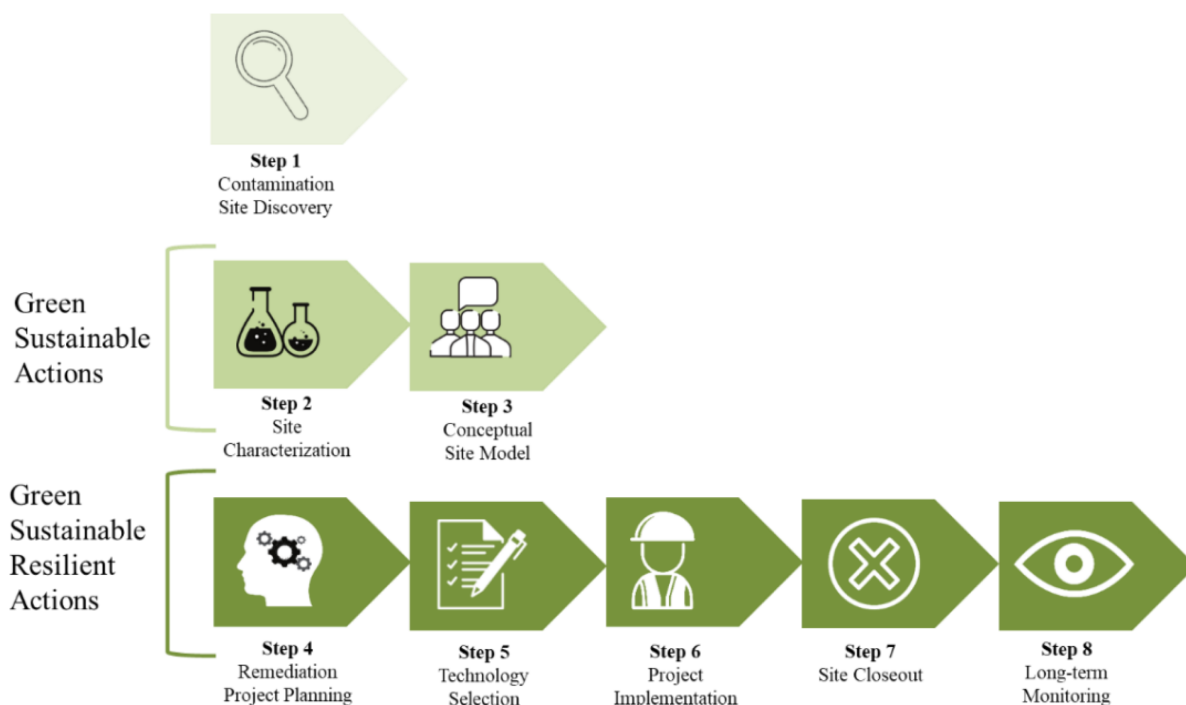 Step 1
Contamination
Site Discovery
Green
Sustainable
Actions
Step 2
Site
Characterization
Step 3
Conceptual
Site Model
Green
Sustainable
Resilient
Actions
Step 4
Remediation
Project Planning
Step 5
Technology
Selection
Step 6
Project
Implementation
Step 7
Site Closeout
Step 8
Long-term
Monitoring